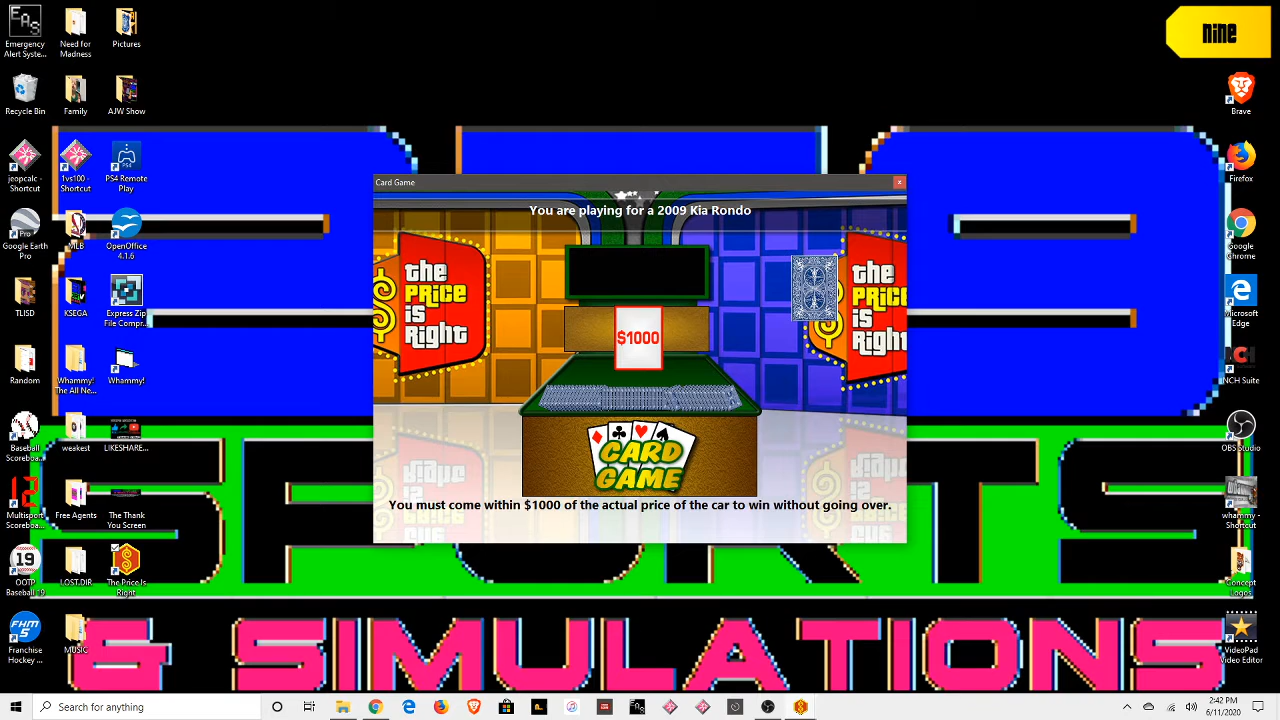 nine
Emergency
Alert Syste...
Need for
Madness
Pictures
Recycle Bin
Family
AJW Show
Brave
jeopcalc -
Shortcut
1vs100 -
Shortcut
PS4 Remote
Play
Firefox
Google Earth
Pro
MLB
OpenOffice
4.1.6
Google
Chrome
TLISD
KSEGA
Express Zip
File Compr...
Microsoft
Edge
Random
Whammy!
The All Ne...
Whammy!
NCH Suite
Baseball
Scoreboa...
weakest
LIKESHARE...
OBS Studio
Multisport
Scoreboa...
Free Agents
The Thank
You Screen
whammy -
Shortcut
OOTP
Baseball 19
LOST.DIR
The Price Is
Right
Concept
Logos
Franchise
Hockey ...
MUSIC
VideoPad
Video Editor
Card Game
You are playing for a 2009 Kia Rondo
the
PRICE
is
Right
the
PRICE
is
Right
$1000
CARD
GAME
You must come within $1000 of the actual price of the car to win without going over.
SPORTS
& SIMULATIONS
Search for anything
2:42 PM
6/11/2020